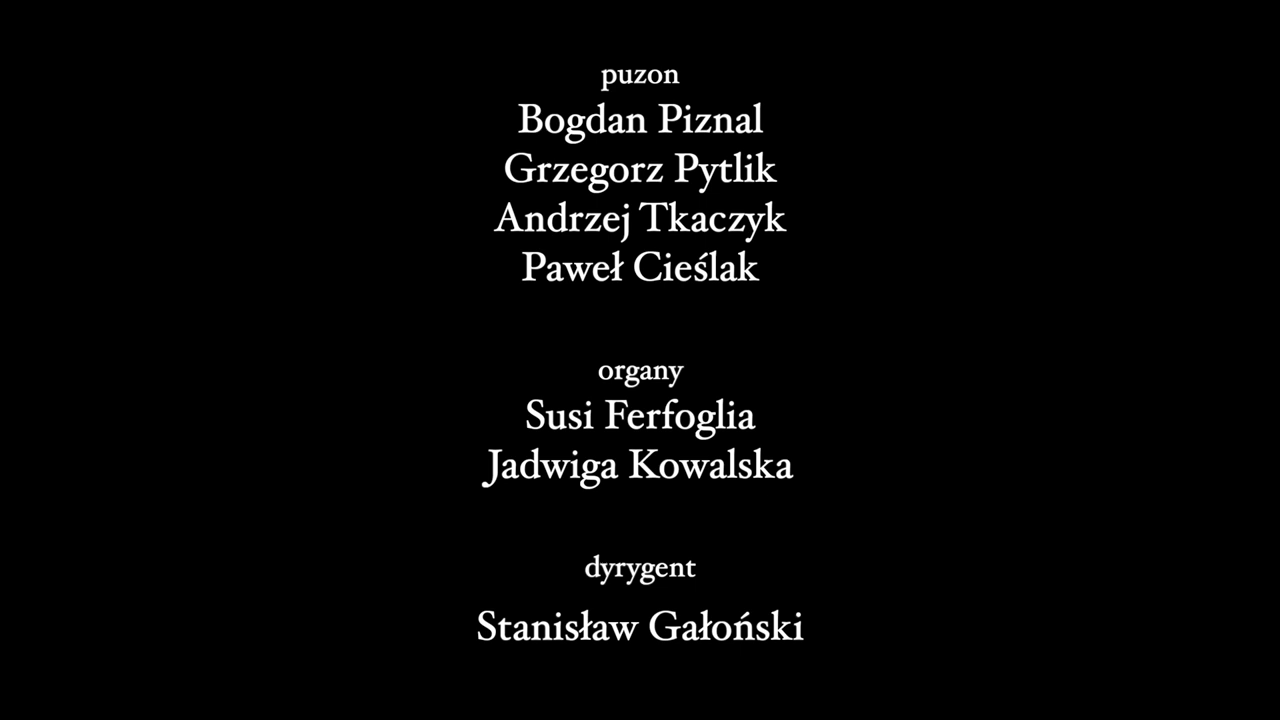 puzon
Bogdan Piznal
Grzegorz Pytlik
Andrzej Tkaczyk
Paweł Cieślak
organy
Susi Ferfoglia
Jadwiga Kowalska
dyrygent
Stanisław Gałoński